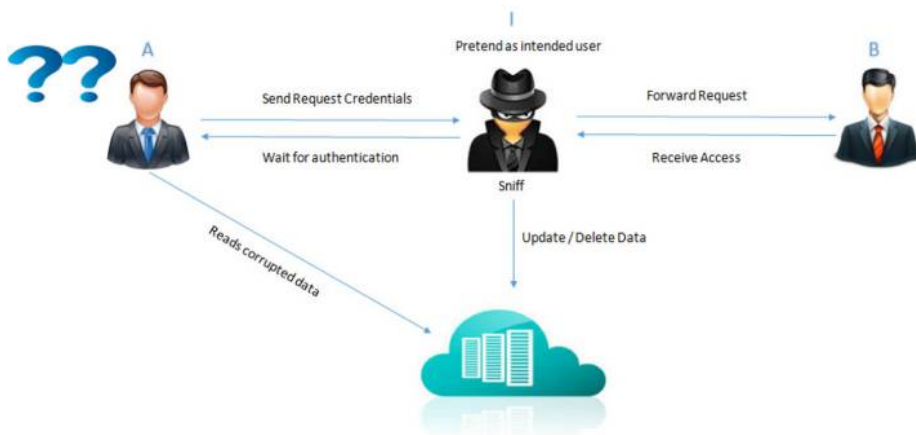 I
?? A
Pretend as intended user
B
Send Request Credentials
Forward Request
Wait for authentication
Receive Access
Sniff
Reads corrupted data
Update / Delete Data